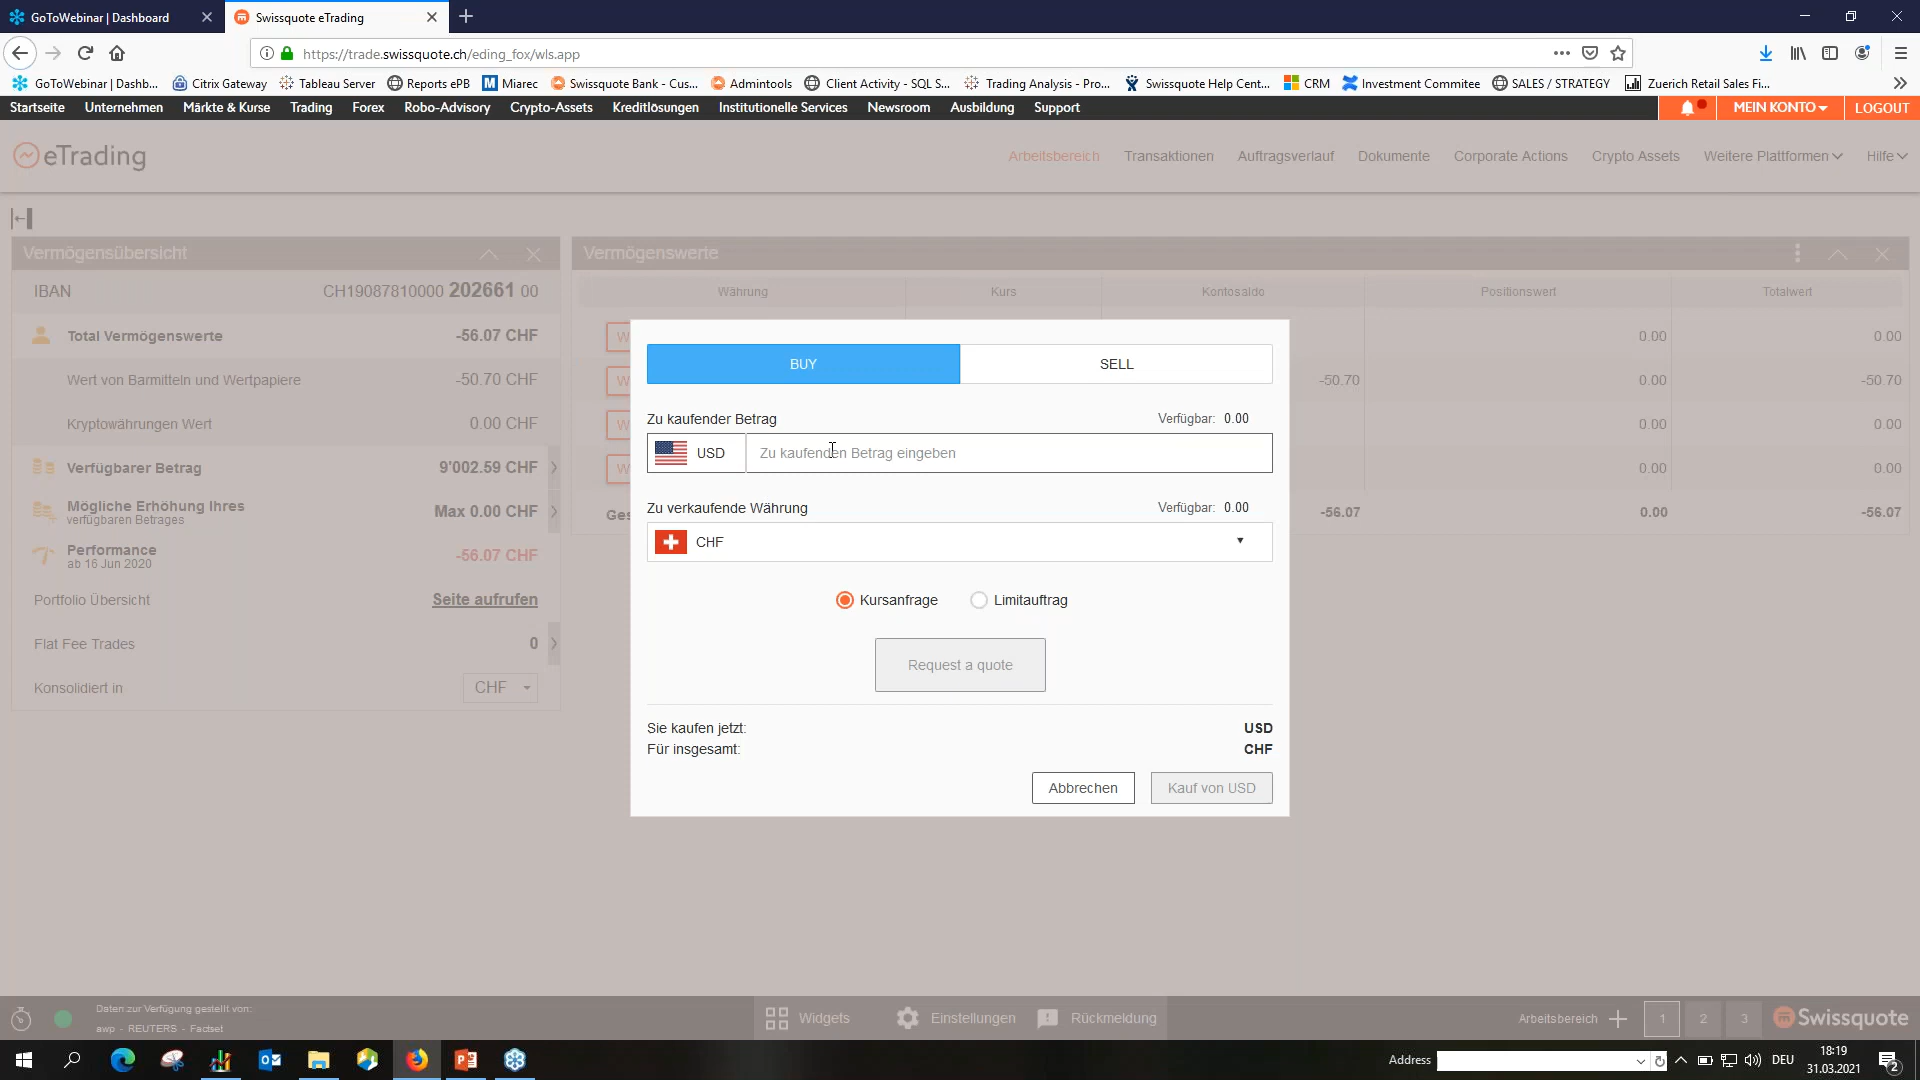 GoToWebinar | Dashboard
Swissquote eTrading
https://trade.swissquote.ch/eding_fox/wls.app
GoToWebinar | Dashb...
Citrix Gateway
Tableau Server
Reports ePB
Miarec
Swissquote Bank - Cus...
Admintools
Client Activity - SQL S...
Trading Analysis - Pro...
Swissquote Help Cent...
CRM
Investment Commitee
SALES / STRATEGY
Zuerich Retail Sales Fi...
Startseite
Unternehmen
Märkte & Kurse
Trading
Forex
Robo-Advisory
Crypto-Assets
Kreditlösungen
Institutionelle Services
Newsroom
Ausbildung
Support
MEIN KONTO
LOGOUT
eTrading
Arbeitsbereich
Transaktionen
Auftragsverlauf
Dokumente
Corporate Actions
Crypto Assets
Weitere Plattformen
Hilfe
Vermögensübersicht
IBAN CH19087810000 202661 00
Total Vermögenswerte -56.07 CHF
Wert von Barmitteln und Wertpapiere -50.70 CHF
Kryptowährungen Wert 0.00 CHF
Verfügbarer Betrag 9'002.59 CHF
Mögliche Erhöhung Ihres
verfügbaren Betrages
Max 0.00 CHF
Performance
ab 16 Jun 2020
-56.07 CHF
Portfolio Übersicht Seite aufrufen
Flat Fee Trades 0
Konsolidiert in CHF
Vermögenswerte
Währung Kurs Kontosaldo Positionswert Totalwert
W 0.00 0.00
W -50.70 0.00 -50.70
W 0.00 0.00
W 0.00 0.00
Ges -56.07 0.00 -56.07
BUY
SELL
Zu kaufender Betrag Verfügbar: 0.00
USD Zu kaufenden Betrag eingeben
Zu verkaufende Währung Verfügbar: 0.00
CHF
Kursanfrage
Limitauftrag
Request a quote
Sie kaufen jetzt: USD
Für insgesamt: CHF
Abbrechen
Kauf von USD
Daten zur Verfügung gestellt von:
awp - REUTERS - Factset
Widgets
Einstellungen
Rückmeldung
Arbeitsbereich
1
2
3
Swissquote
Address
DEU
18:19
31.03.2021
2